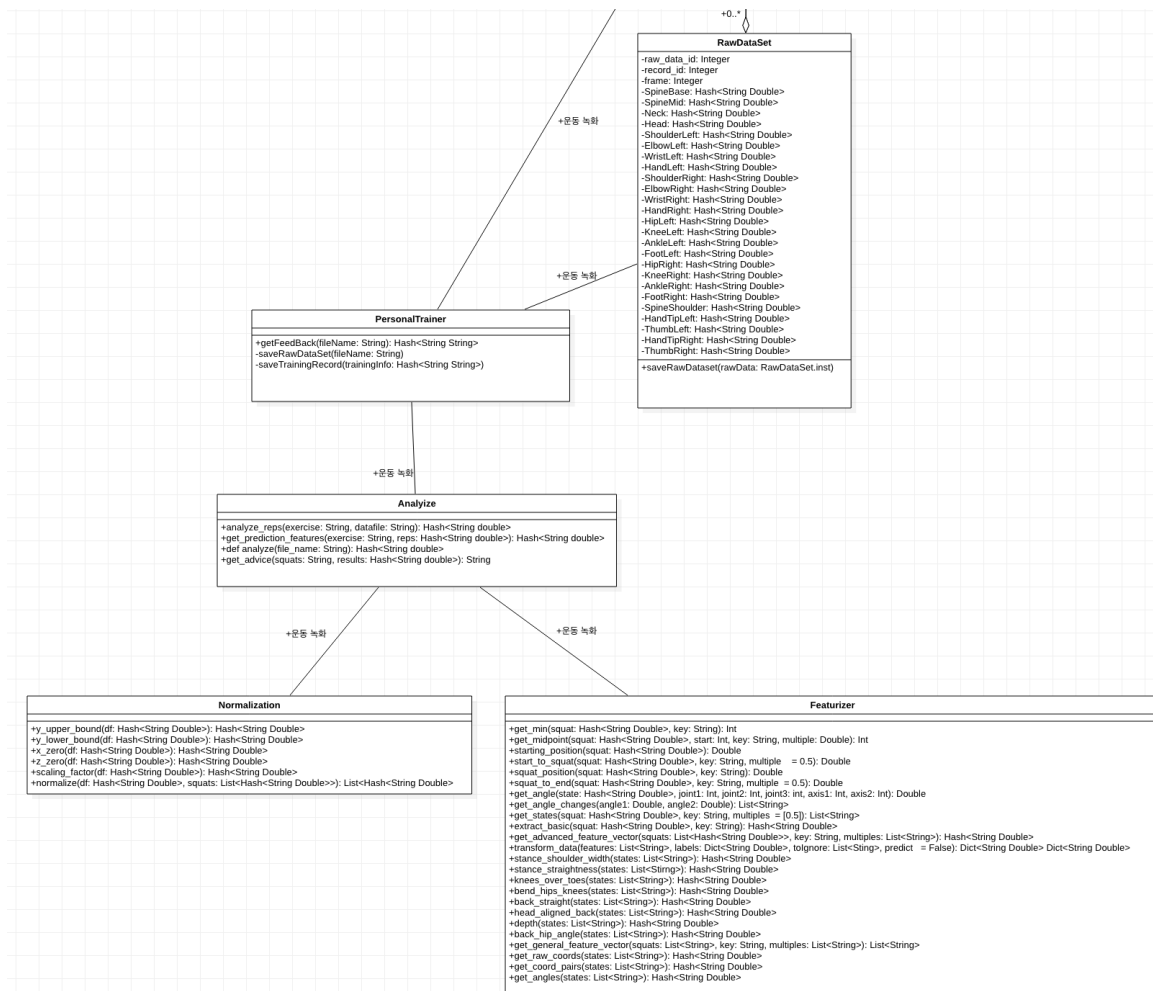 +0..*
RawDataSet
-raw_data_id: Integer
-record_id: Integer
-frame: Integer
-SpineBase: Hash<String Double>
-SpineMid: Hash<String Double>
-Neck: Hash<String Double>
-Head: Hash<String Double>
-ShoulderLeft: Hash<String Double>
-ElbowLeft: Hash<String Double>
-WristLeft: Hash<String Double>
-HandLeft: Hash<String Double>
-ShoulderRight: Hash<String Double>
-ElbowRight: Hash<String Double>
-WristRight: Hash<String Double>
-HandRight: Hash<String Double>
-HipLeft: Hash<String Double>
-KneeLeft: Hash<String Double>
-AnkleLeft: Hash<String Double>
-FootLeft: Hash<String Double>
-HipRight: Hash<String Double>
-KneeRight: Hash<String Double>
-AnkleRight: Hash<String Double>
-FootRight: Hash<String Double>
-SpineShoulder: Hash<String Double>
-HandTipLeft: Hash<String Double>
-ThumbLeft: Hash<String Double>
-HandTipRight: Hash<String Double>
-ThumbRight: Hash<String Double>
+saveRawDataset(rawData: RawDataSet.inst)
+운동 녹화
+운동 녹화
PersonalTrainer
+getFeedBack(fileName: String): Hash<String String>
-saveRawDataSet(fileName: String)
-saveTrainingRecord(trainingInfo: Hash<String String>)
+운동 녹화
Analyize
+analyze_reps(exercise: String, datafile: String): Hash<String double>
+get_prediction_features(exercise: String, reps: Hash<String double>): Hash<String double>
+def analyze(file_name: String): Hash<String double>
+get_advice(squats: String, results: Hash<String double>): String
+운동 녹화
+운동 녹화
Normalization
+y_upper_bound(df: Hash<String Double>): Hash<String Double>
+y_lower_bound(df: Hash<String Double>): Hash<String Double>
+x_zero(df: Hash<String Double>): Hash<String Double>
+z_zero(df: Hash<String Double>): Hash<String Double>
+scaling_factor(df: Hash<String Double>): Hash<String Double>
+normalize(df: Hash<String Double>, squats: List<Hash<String Double>>): List<Hash<String Double>
Featurizer
+get_min(squat: Hash<String Double>, key: String): Int
+get_midpoint(squat: Hash<String Double>, start: Int, key: String, multiple: Double): Int
+starting_position(squat: Hash<String Double>): Double
+start_to_squat(squat: Hash<String Double>, key: String, multiple = 0.5): Double
+squat_position(squat: Hash<String Double>, key: String): Double
+squat_to_end(squat: Hash<String Double>, key: String, multiple = 0.5): Double
+get_angle(state: Hash<String Double>, joint1: Int, joint2: Int, joint3: int, axis1: Int, axis2: Int): Double
+get_angle_changes(angle1: Double, angle2: Double): List<String>
+get_states(squat: Hash<String Double>, key: String, multiples = [0.5]): List<String>
+extract_basic(squat: Hash<String Double>, key: String): Hash<String Double>
+get_advanced_feature_vector(squats: List<Hash<String Double>>, key: String, multiples: List<String>): Hash<String Double>
+transform_data(features: List<String>, labels: Dict<String Double>, toIgnore: List<Sting>, predict = False): Dict<String Double> Dict<String Double>
+stance_shoulder_width(states: List<String>): Hash<String Double>
+stance_straightness(states: List<Stirng>): Hash<String Double>
+knees_over_toes(states: List<String>): Hash<String Double>
+bend_hips_knees(states: List<String>): Hash<String Double>
+back_straight(states: List<String>): Hash<String Double>
+head_aligned_back(states: List<String>): Hash<String Double>
+depth(states: List<String>): Hash<String Double>
+back_hip_angle(states: List<String>): Hash<String Double>
+get_general_feature_vector(squats: List<String>, key: String, multiples: List<String>): List<String>
+get_raw_coords(states: List<String>): Hash<String Double>
+get_coord_pairs(states: List<String>): Hash<String Double>
+get_angles(states: List<String>): Hash<String Double>